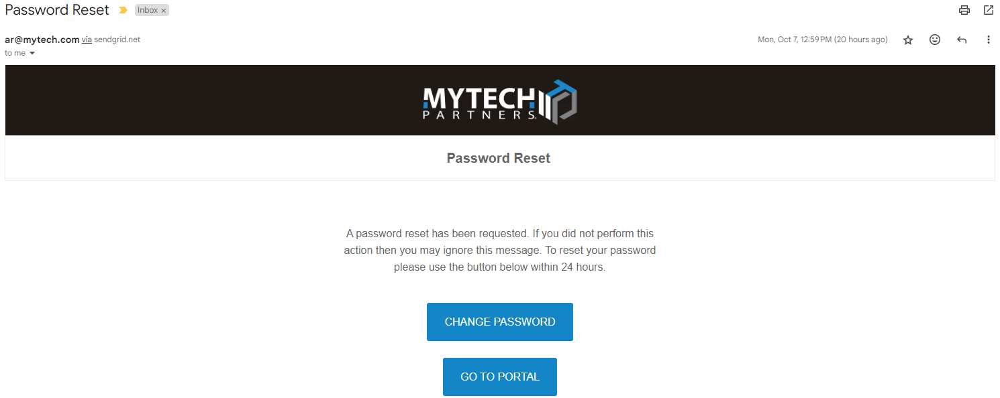 Password Reset Inbox ×
ar@mytech.com via sendgrid.net Mon, Oct 7, 12:59 PM (20 hours ago)
to me
MYTECH
PARTNERS.
Password Reset
A password reset has been requested. If you did not perform this
action then you may ignore this message. To reset your password
please use the button below within 24 hours.
CHANGE PASSWORD
GO TO PORTAL